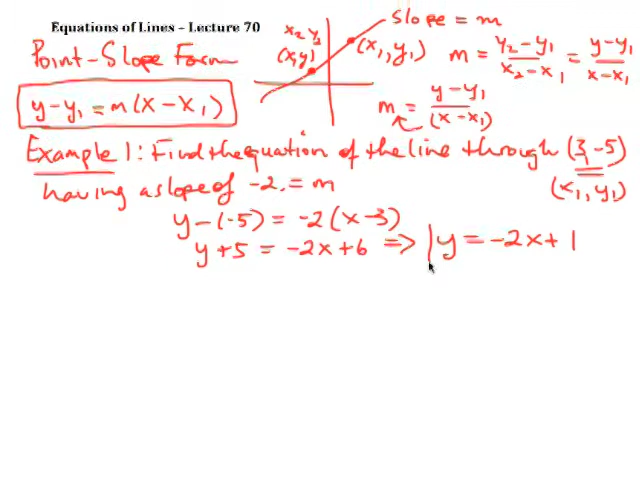 Equations of Lines - Lecture 70
Point-Slope Form
y-y₁ = m(x-x₁)
x₂ y₂
(x,y)
slope = m
(x₁,y₁)
m = y₂-y₁/x₂-x₁ = y-y₁/x-x₁
m = y-y₁/(x-x₁)
Example 1: Find the equation of the line through (3,-5)
having a slope of -2. = m
(x₁,y₁)
y-(-5) = -2(x-3)
y+5 = -2x+6 => y = -2x+1